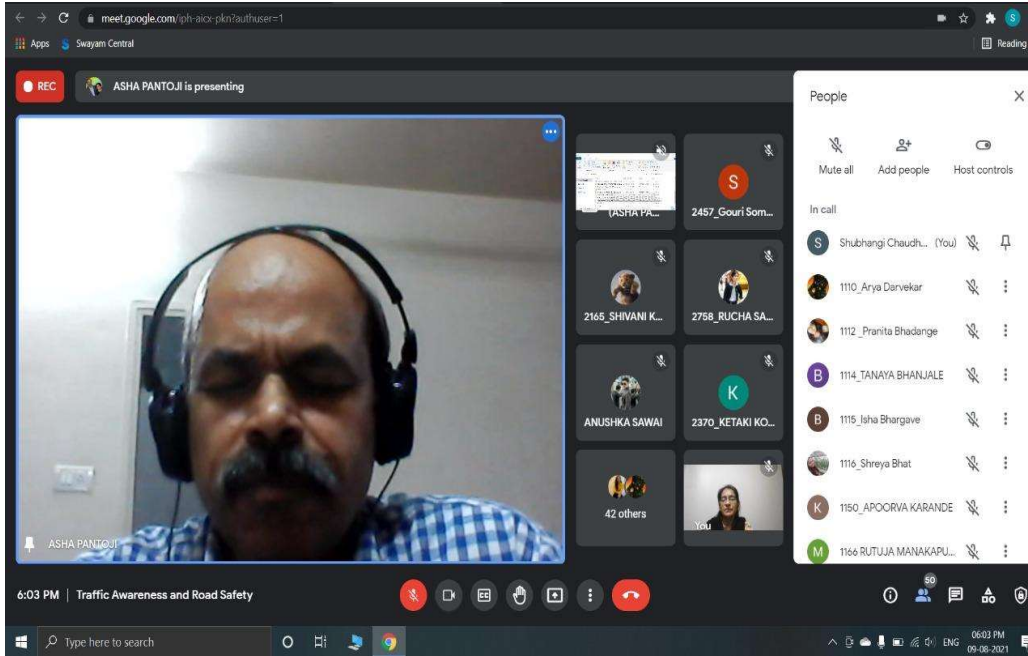 meet.google.com/iph-aicx-pkn?authuser=1
Apps
Swayam Central
Reading
REC
ASHA PANTOJI is presenting
ASHA PANTOJI
(ASHA PA...
2457_Gouri Som...
2165_SHIVANI K...
2758_RUCHA SA...
ANUSHKA SAWAI
2370_KETAKI KO...
42 others
You
People
Mute all
Add people
Host controls
In call
Shubhangi Chaudh... (You)
1110_Arya Darvekar
1112_Pranita Bhadange
1114_TANAYA BHANJALE
1115_Isha Bhargave
1116_Shreya Bhat
1150_APOORVA KARANDE
1166 RUTUJA MANAKAPU...
S
S
K
S
B
B
K
M
6:03 PM | Traffic Awareness and Road Safety
CC
50
Type here to search
ENG
06:03 PM
09-08-2021